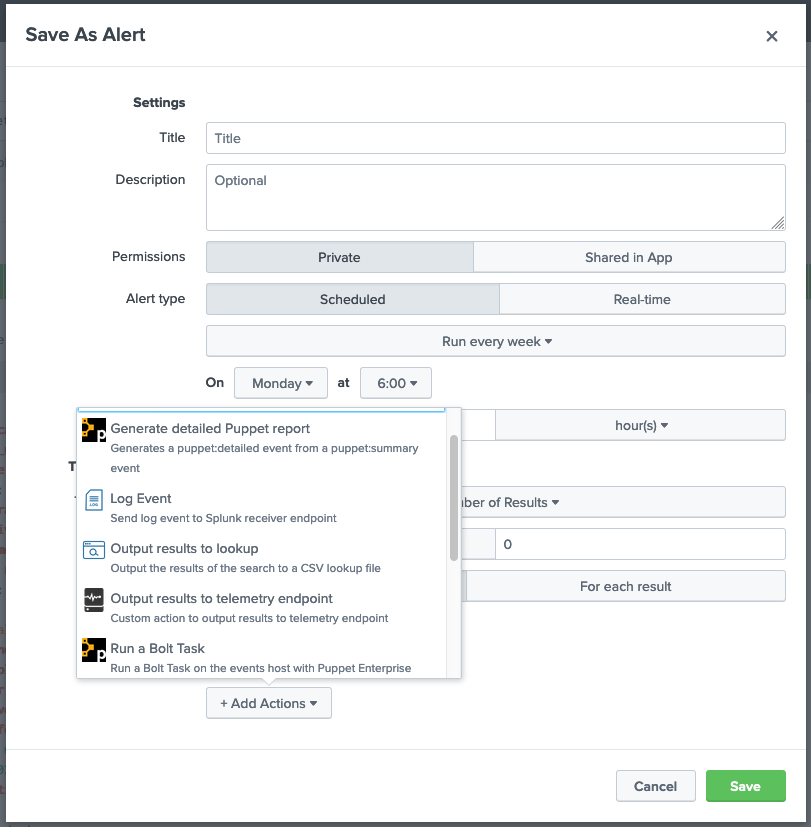 Save As Alert
Settings
Title
Title
Description
Optional
Permissions
Private
Shared in App
Alert type
Scheduled
Real-time
Run every week
On
Monday
at
6:00
hour(s)
Generate detailed Puppet report
Generates a puppet:detailed event from a puppet:summary
event
Log Event
Send log event to Splunk receiver endpoint
Output results to lookup
Output the results of the search to a CSV lookup file
Output results to telemetry endpoint
Custom action to output results to telemetry endpoint
Run a Bolt Task
Run a Bolt Task on the events host with Puppet Enterprise
of Results
0
For each result
+ Add Actions
Cancel
Save